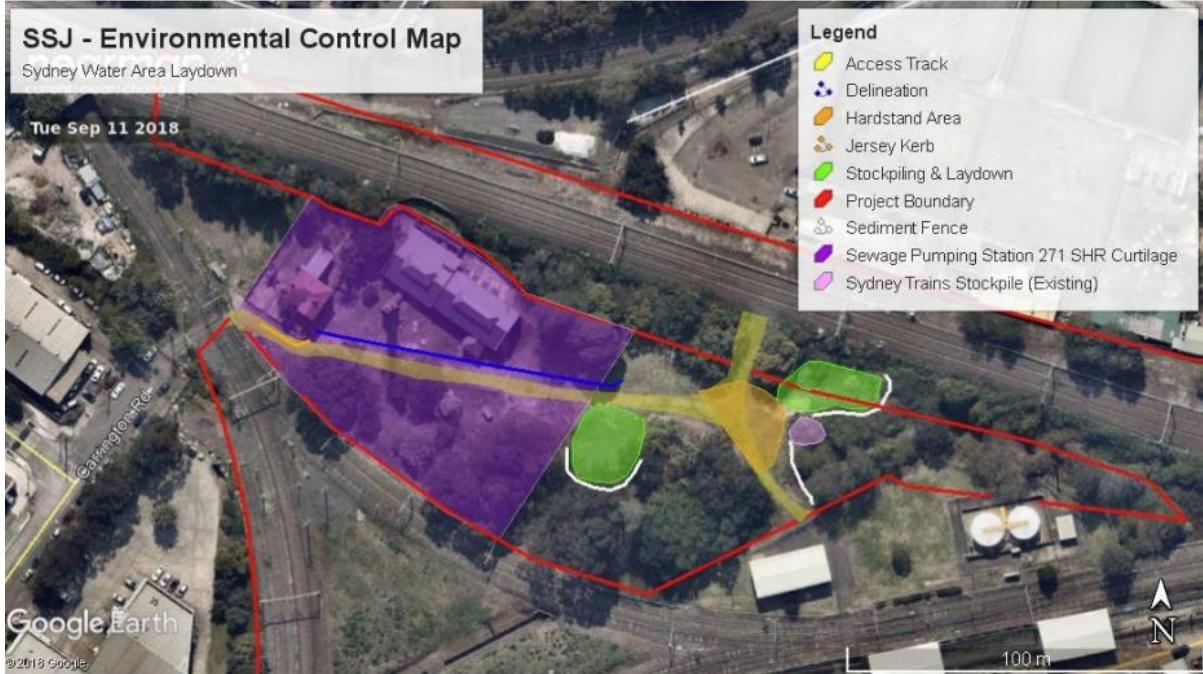 SSJ - Environmental Control Map
Sydney Water Area Laydown
Tue Sep 11 2018
Legend
Access Track
Delineation
Hardstand Area
Jersey Kerb
Stockpiling & Laydown
Project Boundary
Sediment Fence
Sewage Pumping Station 271 SHR Curtilage
Sydney Trains Stockpile (Existing)
Carrington Rd
Google Earth
©2018 Google
100 m
N